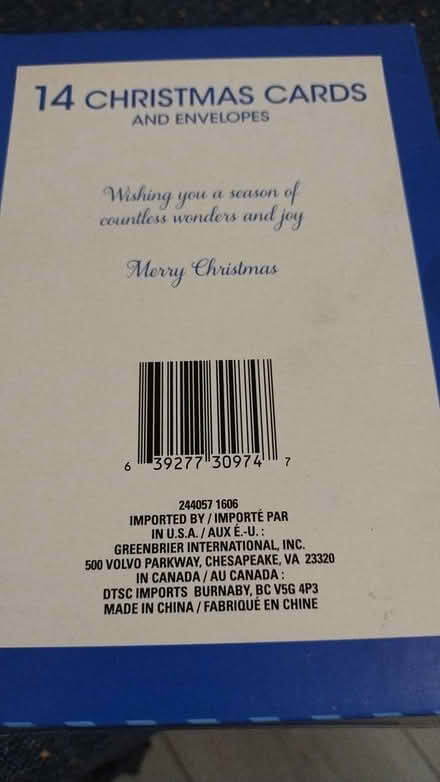 14 CHRISTMAS CARDS
AND ENVELOPES
Wishing you a season of
countless wonders and joy
Merry Christmas
6 39277 30974 7
244057 1606
IMPORTED BY / IMPORTÉ PAR
IN U.S.A. / AUX É.-U. :
GREENBRIER INTERNATIONAL, INC.
500 VOLVO PARKWAY, CHESAPEAKE, VA 23320
IN CANADA / AU CANADA :
DTSC IMPORTS BURNABY, BC V5G 4P3
MADE IN CHINA / FABRIQUÉ EN CHINE